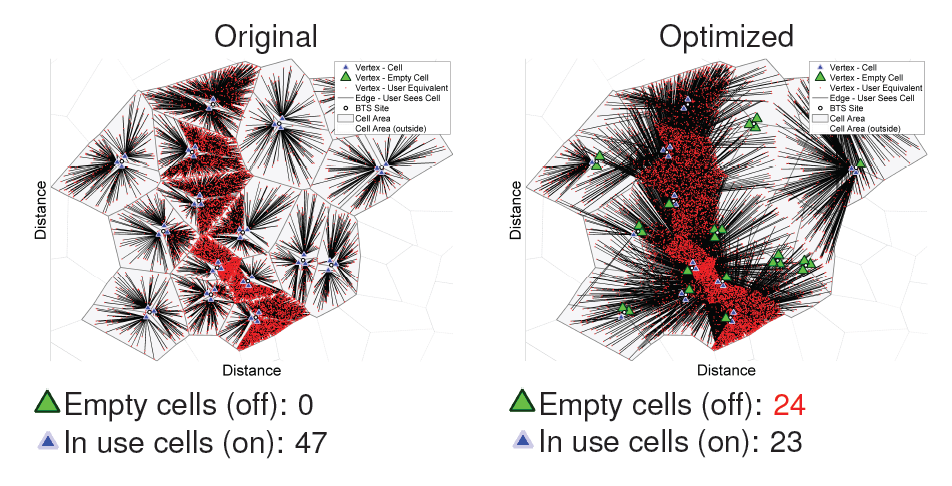 Original
Vertex - Cell
Vertex - Empty Cell
Vertex - User Equivalent
Edge - User Sees Cell
BTS Site
Cell Area
Cell Area (outside)
Distance
Distance
Empty cells (off): 0
In use cells (on): 47
Optimized
Vertex - Cell
Vertex - Empty Cell
Vertex - User Equivalent
Edge - User Sees Cell
BTS Site
Cell Area
Cell Area (outside)
Distance
Distance
Empty cells (off): 24
In use cells (on): 23